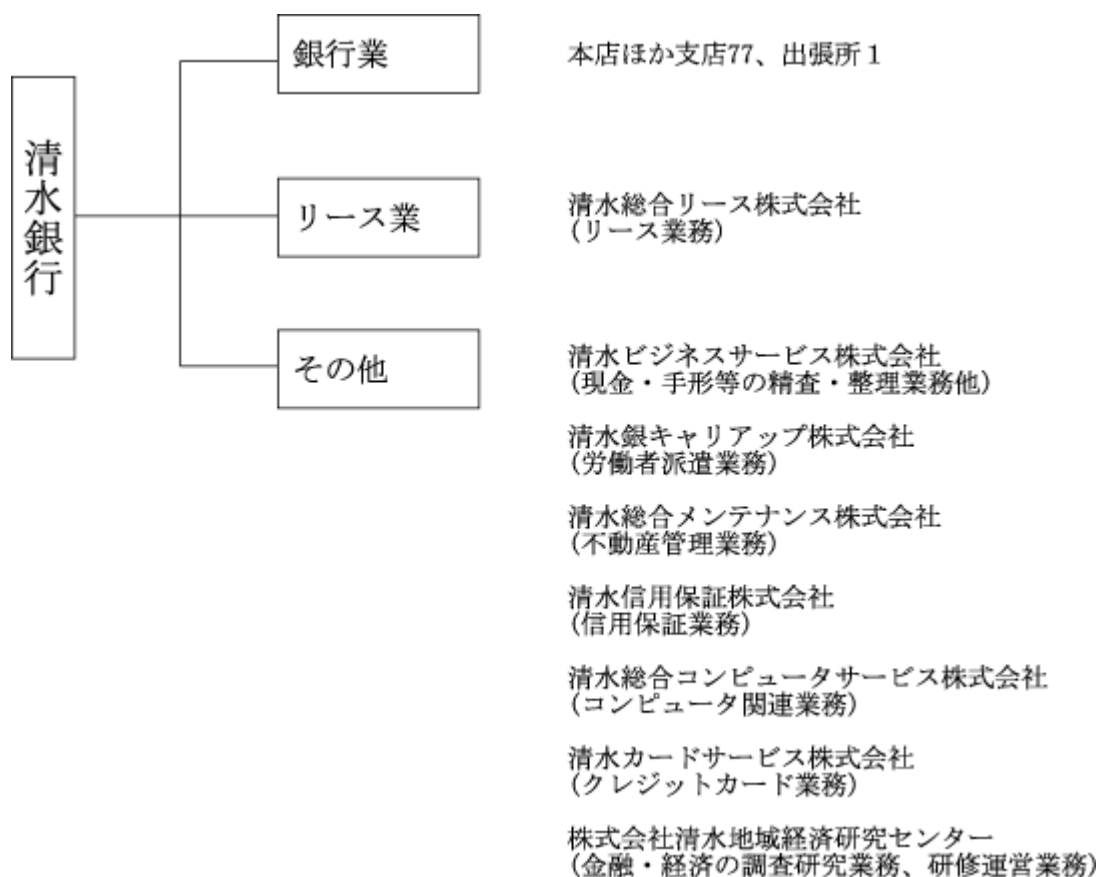 清水銀行
銀行業
本店ほか支店77、出張所1
リース業
清水総合リース株式会社
(リース業務)
その他
清水ビジネスサービス株式会社
(現金・手形等の精査・整理業務他)
清水銀キャリアップ株式会社
(労働者派遣業務)
清水総合メンテナンス株式会社
(不動産管理業務)
清水信用保証株式会社
(信用保証業務)
清水総合コンピュータサービス株式会社
(コンピュータ関連業務)
清水カードサービス株式会社
(クレジットカード業務)
株式会社清水地域経済研究センター
(金融・経済の調査研究業務、研修運営業務)